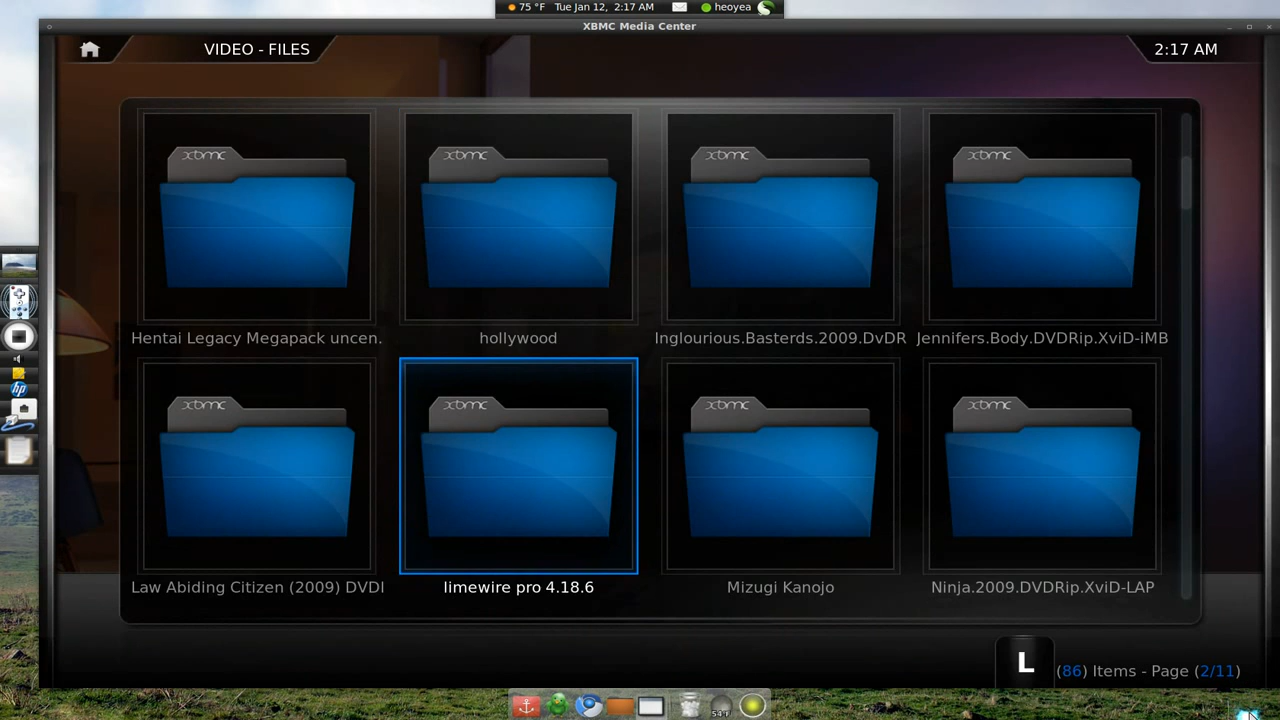 75 °F Tue Jan 12, 2:17 AM heoyea
XBMC Media Center
VIDEO - FILES
2:17 AM
xbmc xbmc xbmc xbmc
Hentai Legacy Megapack uncen. hollywood Inglourious.Basterds.2009.DvDR Jennifers.Body.DVDRip.XviD-iMB
xbmc xbmc xbmc xbmc
Law Abiding Citizen (2009) DVDI limewire pro 4.18.6 Mizugi Kanojo Ninja.2009.DVDRip.XviD-LAP
hp
L (86) Items - Page (2/11)
54°F